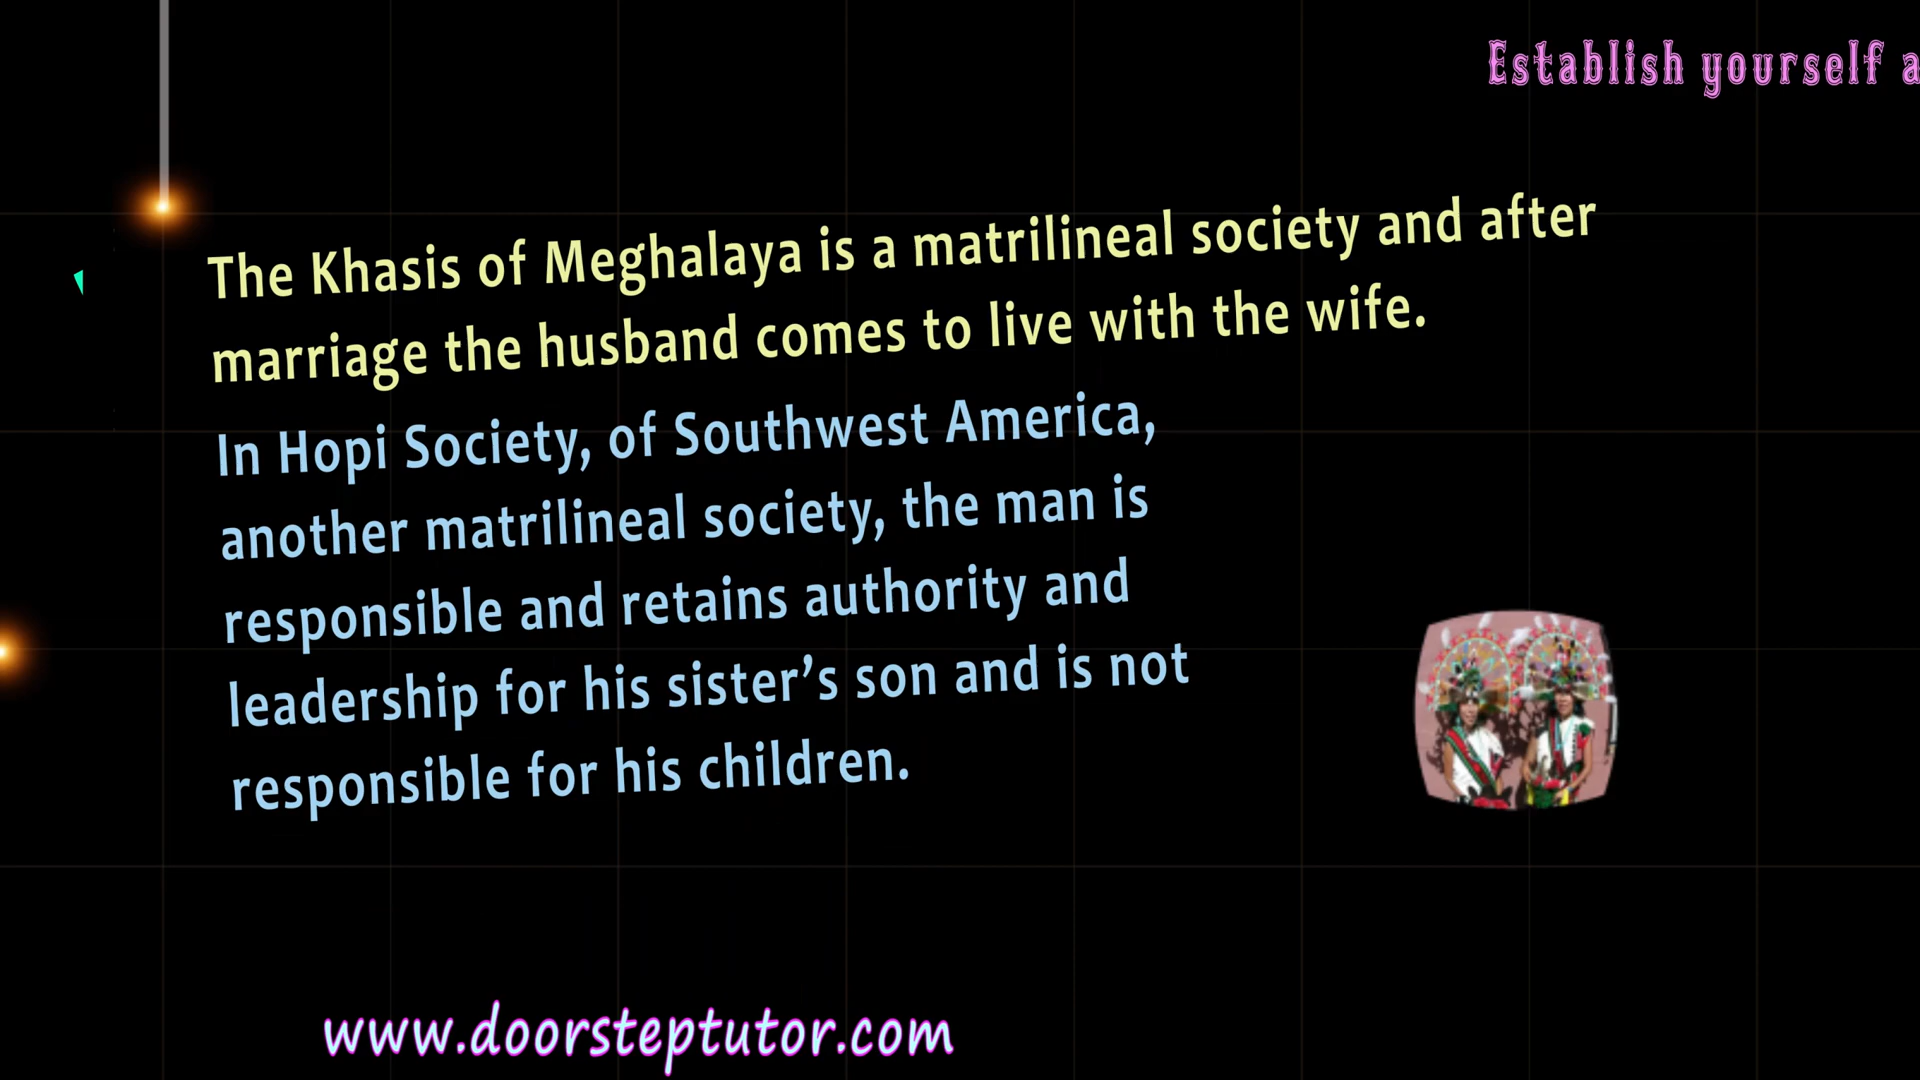 Establish yourself a
The Khasis of Meghalaya is a matrilineal society and after
marriage the husband comes to live with the wife.
In Hopi Society, of Southwest America,
another matrilineal society, the man is
responsible and retains authority and
leadership for his sister’s son and is not
responsible for his children.
www.doorsteptutor.com